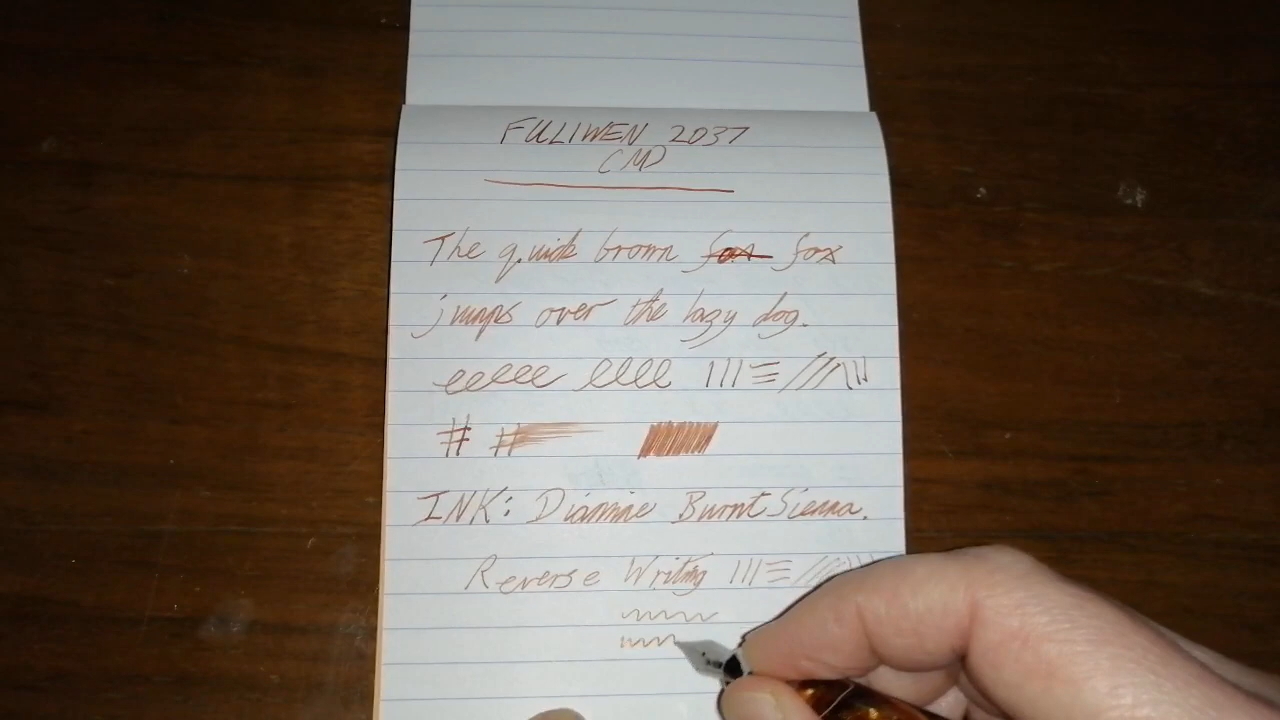 FULIWEN 2037
(M)
The quick brown fox fox
jumps over the lazy dog.
eeeee llll
# #
INK: Diamine Burnt Sienna.
Reverse Writing